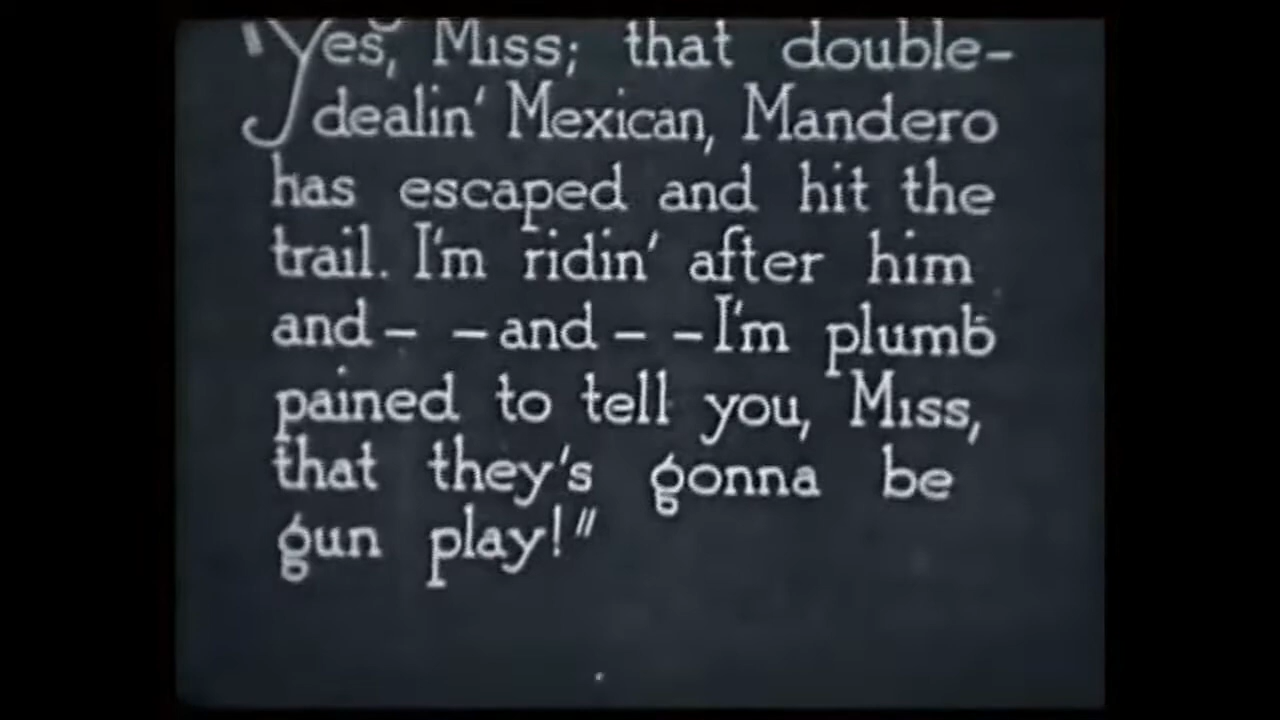 "Yes, Miss; that double-
dealin' Mexican, Mandero
has escaped and hit the
trail. I'm ridin' after him
and- -and- -I'm plumb
pained to tell you, Miss,
that they's gonna be
gun play!"